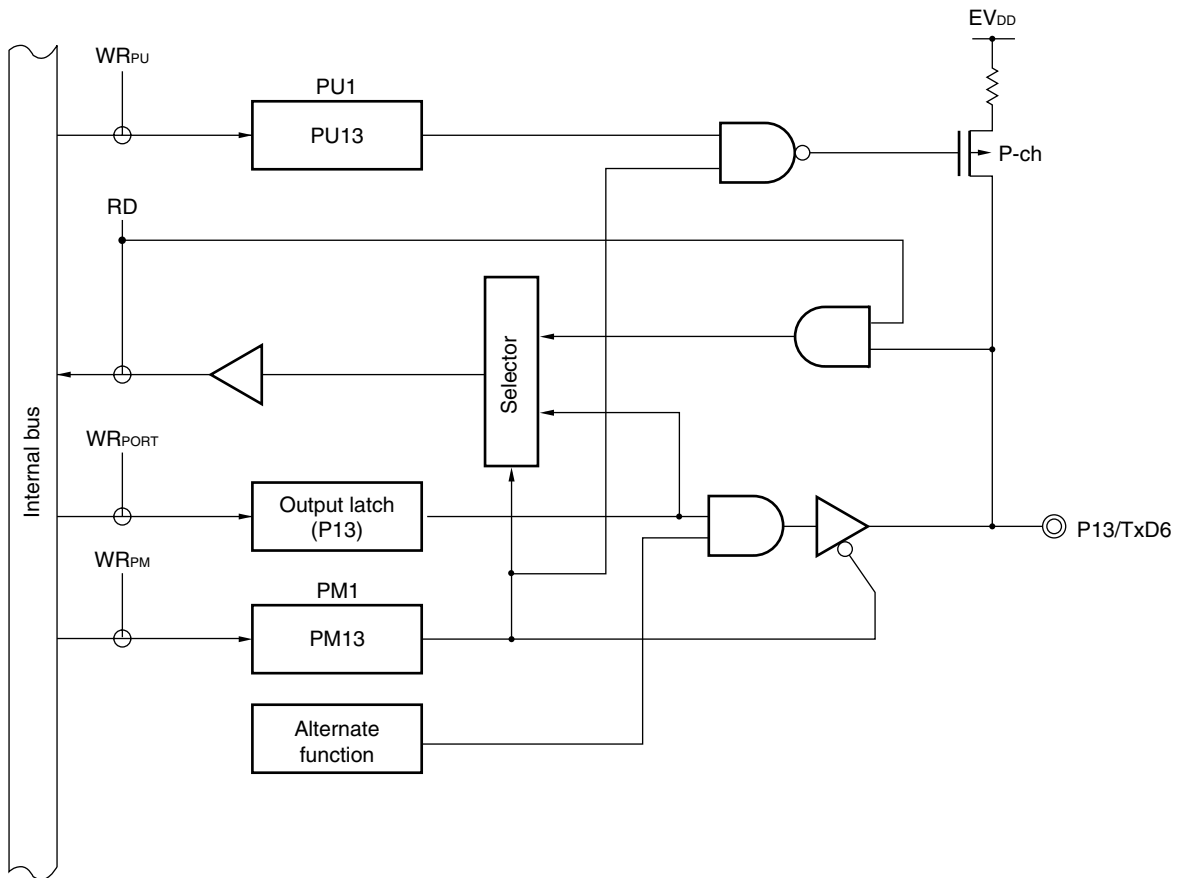 EVDD
WRPU
PU1
PU13
P-ch
RD
Selector
Internal bus
WRPORT
Output latch
(P13)
P13/TxD6
WRPM
PM1
PM13
Alternate
function